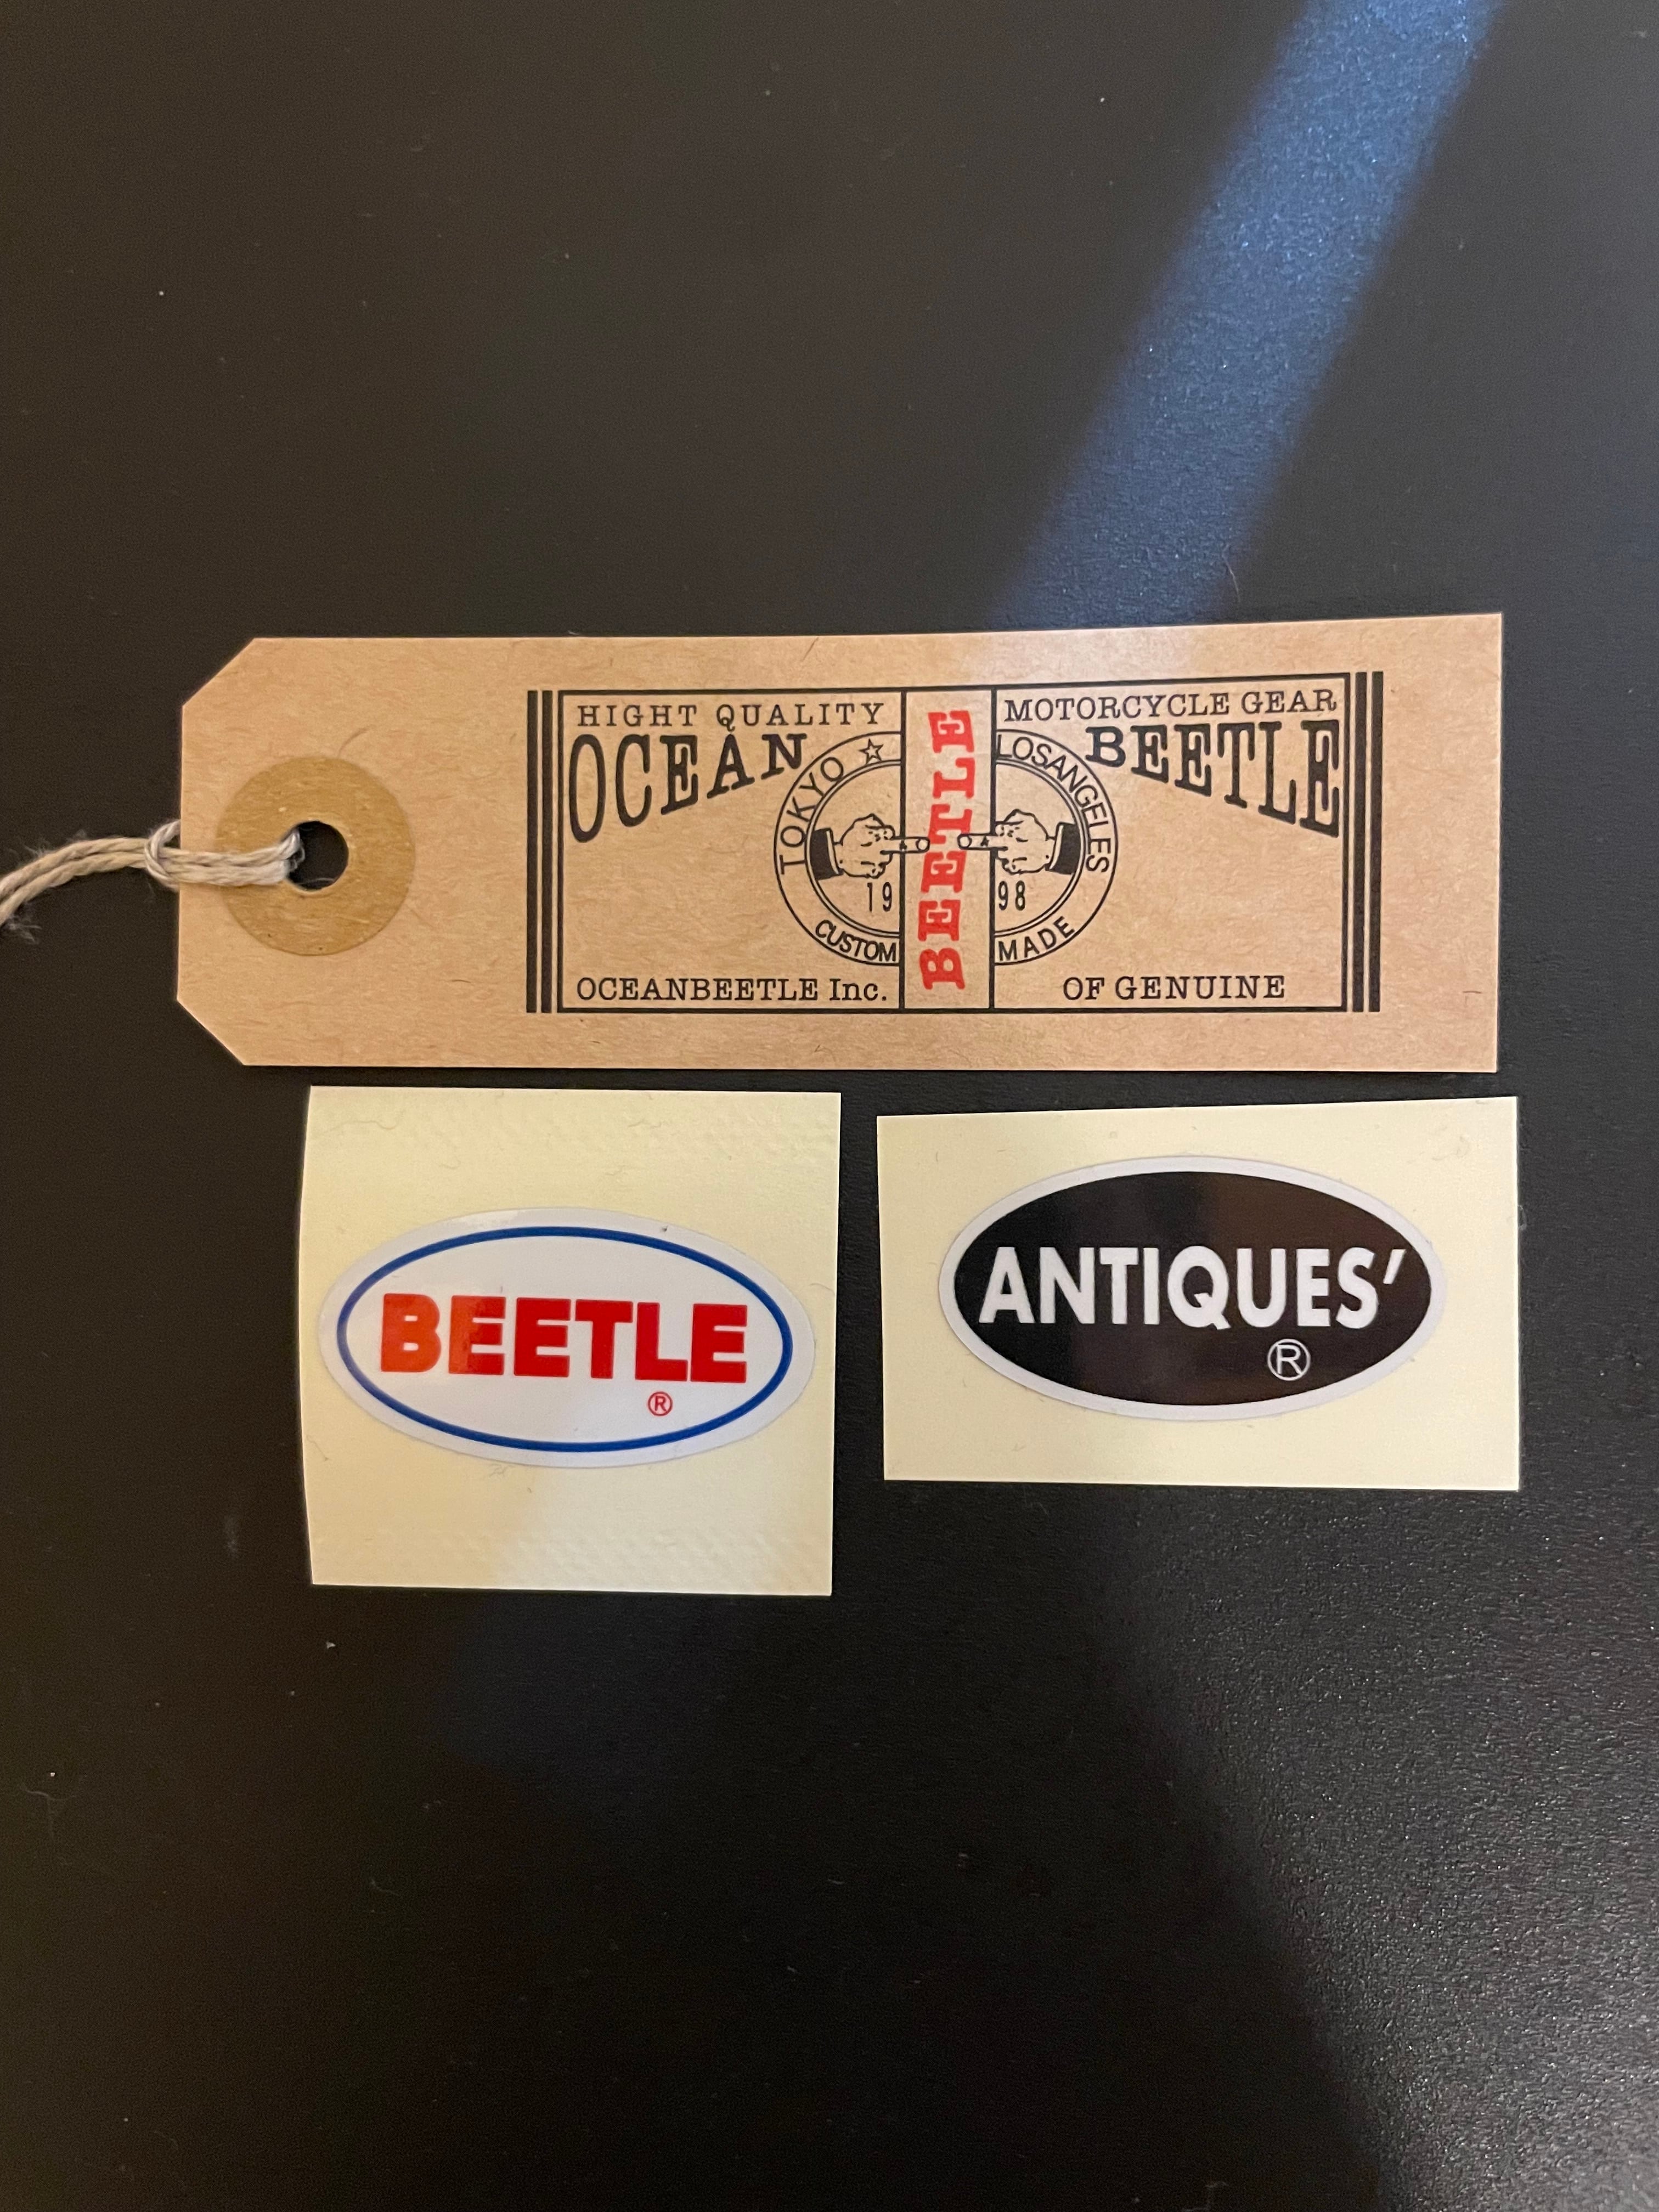 HIGHT QUALITY
MOTORCYCLE GEAR
OCEAN
BEETLE
BEETLE
TOKYO ☆
LOSANGELES
19
98
CUSTOM
MADE
OCEANBEETLE Inc.
OF GENUINE
BEETLE
®
ANTIQUES'
®